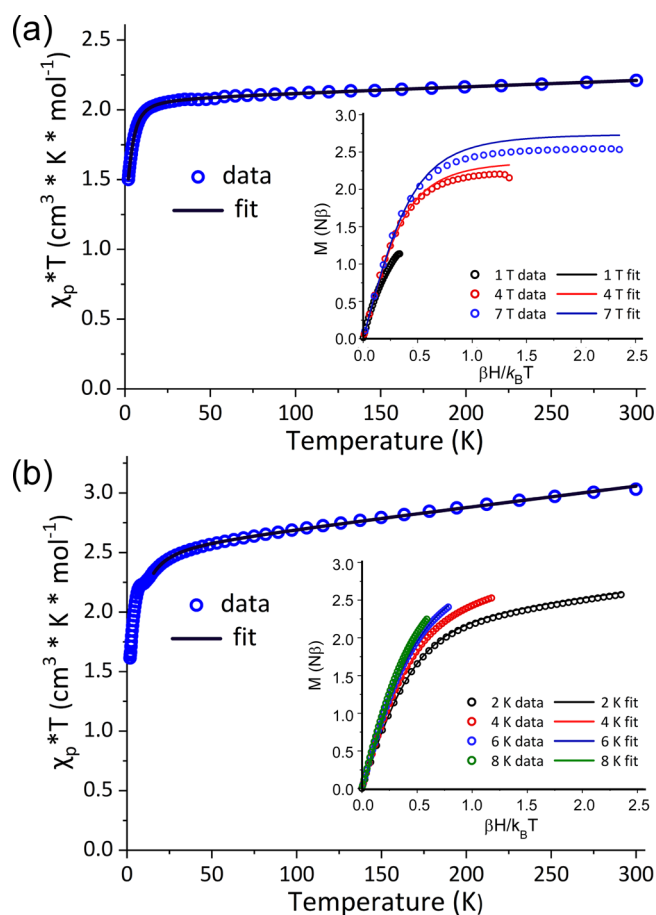 (a)
χp*T (cm3 * K * mol-1)
2.5
2.0
1.5
1.0
0.5
0.0
data
fit
M (Nβ)
3.0
2.5
2.0
1.5
1.0
0.5
0.0
1 T data 1 T fit
4 T data 4 T fit
7 T data 7 T fit
0.0 0.5 1.0 1.5 2.0 2.5
βH/kBT
0 50 100 150 200 250 300
Temperature (K)
(b)
χp*T (cm3 * K * mol-1)
3.0
2.5
2.0
1.5
1.0
0.5
0.0
data
fit
M (Nβ)
3.0
2.5
2.0
1.5
1.0
0.5
0.0
2 K data 2 K fit
4 K data 4 K fit
6 K data 6 K fit
8 K data 8 K fit
0.0 0.5 1.0 1.5 2.0 2.5
βH/kBT
0 50 100 150 200 250 300
Temperature (K)